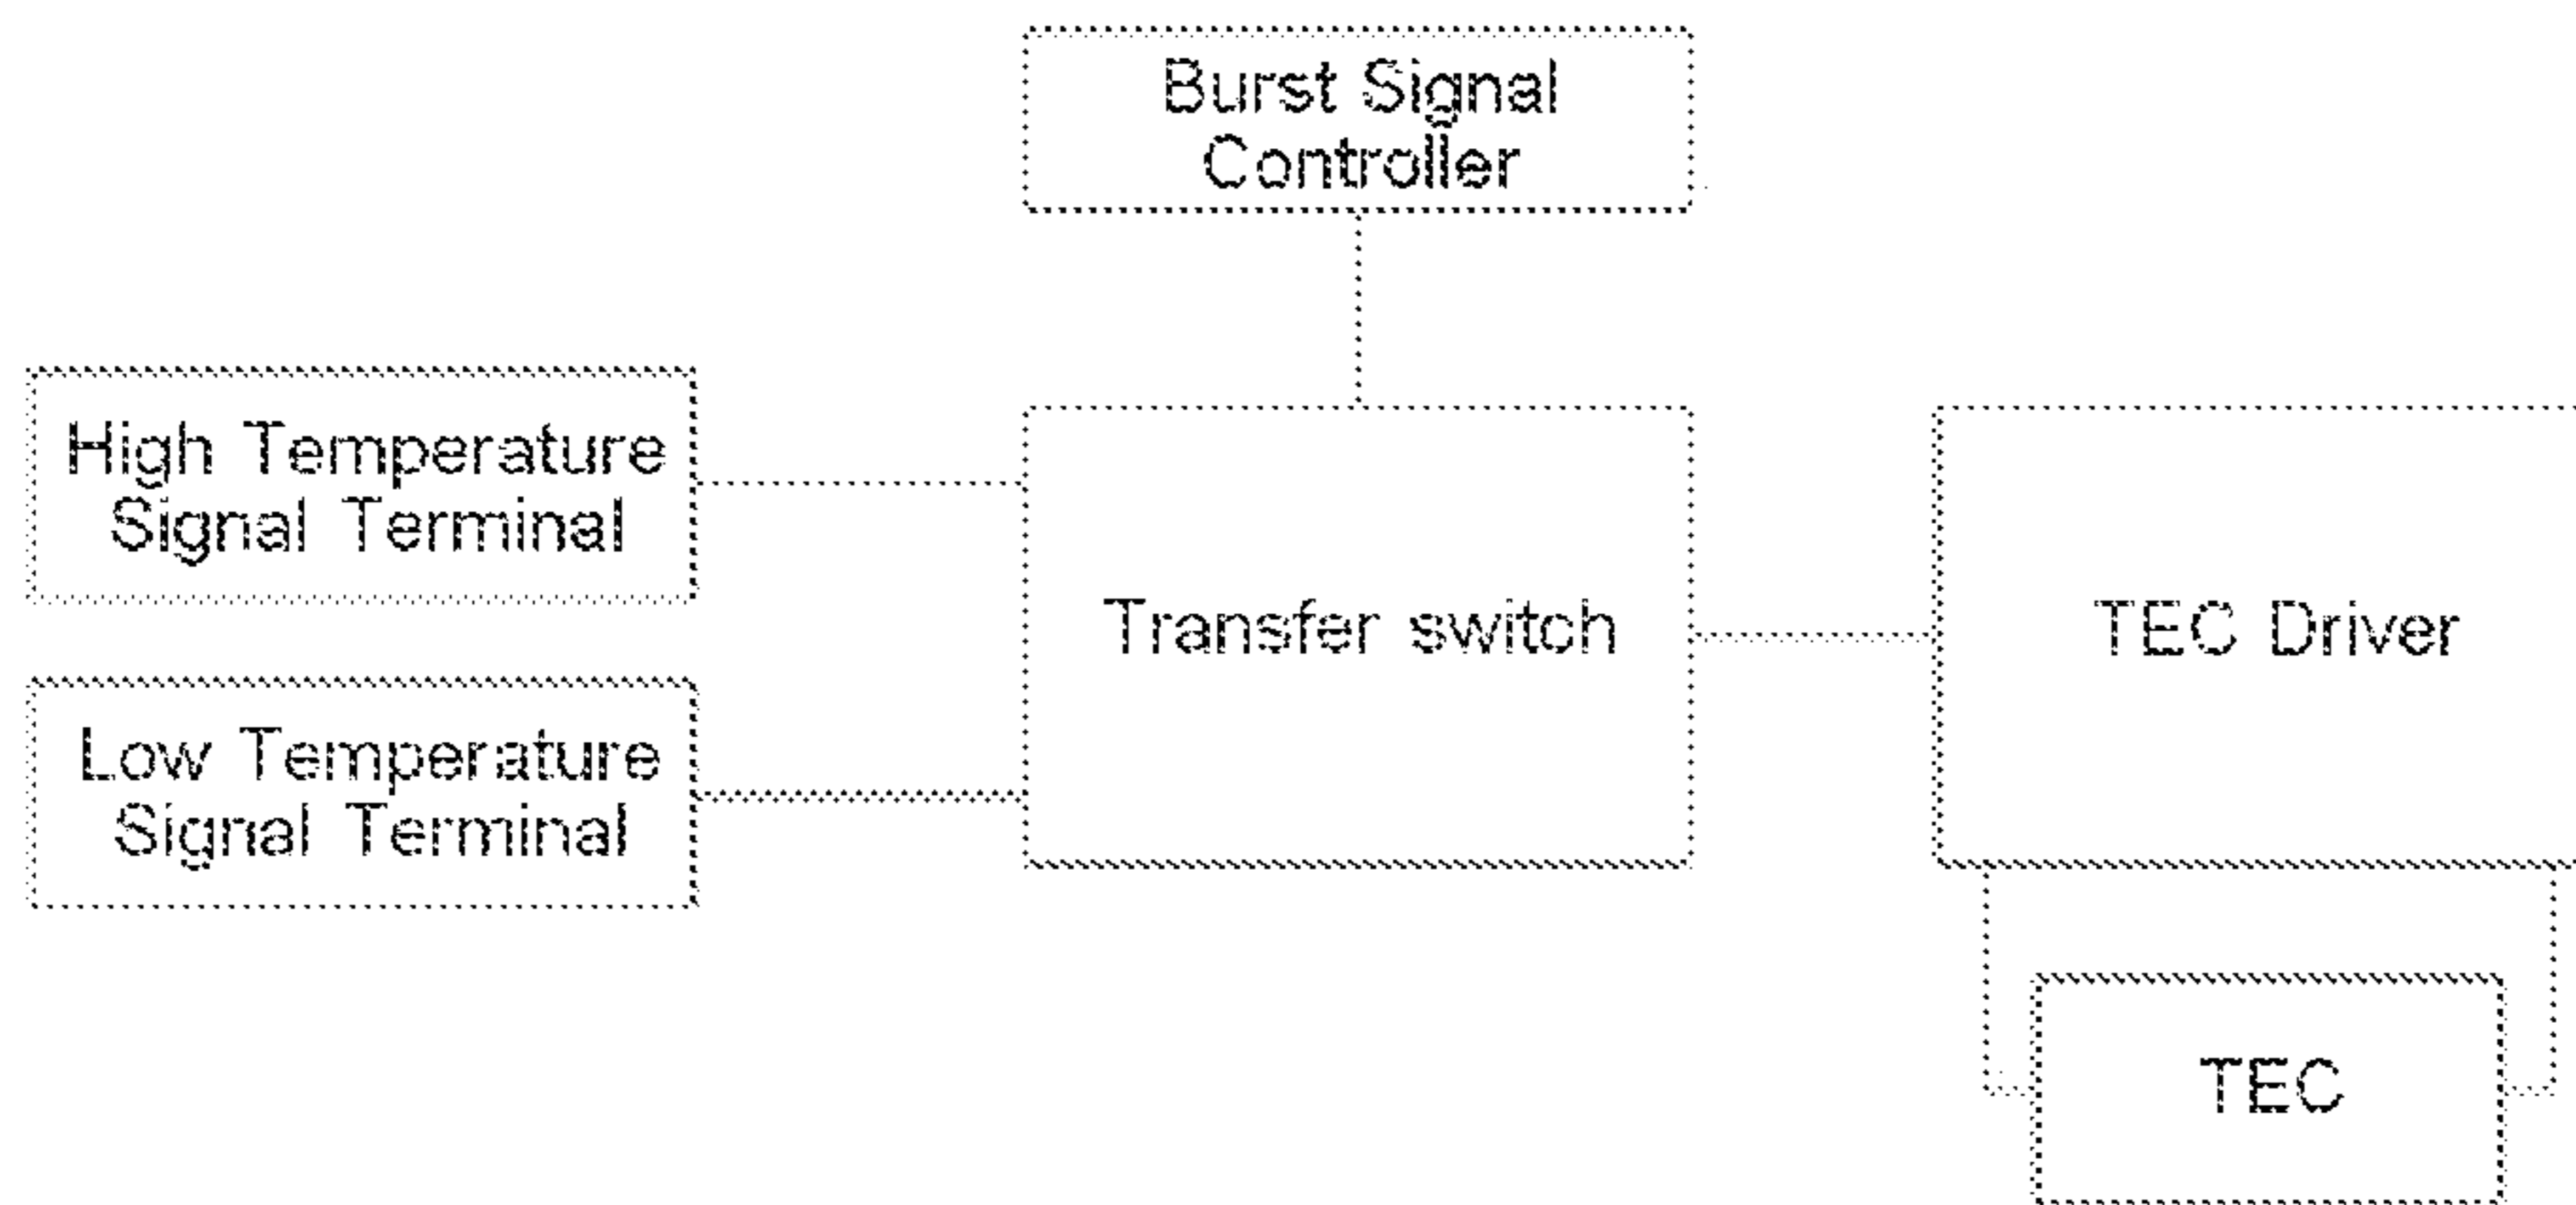 Burst Signal
Controller
High Temperature
Signal Terminal
Transfer switch
TEC Driver
Low Temperature
Signal Terminal
TEC